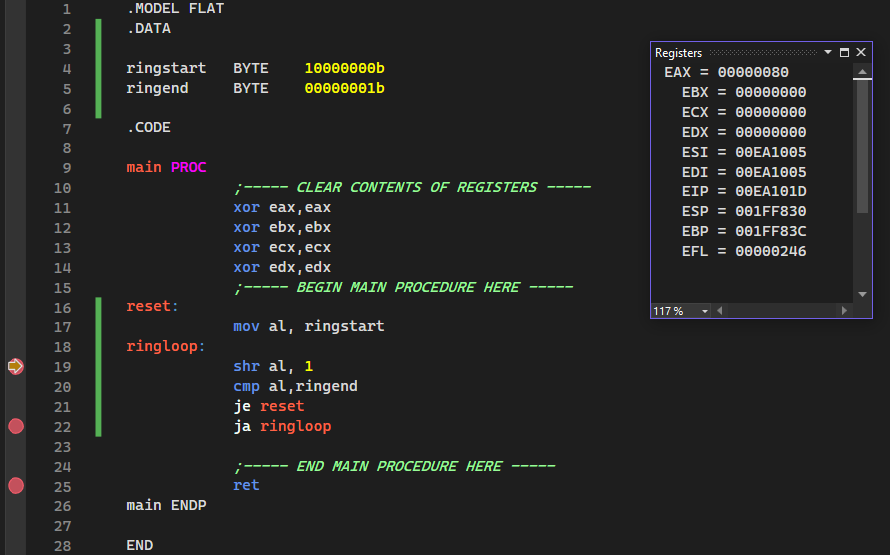 1 .MODEL FLAT
2 .DATA
3
4 ringstart BYTE 10000000b
5 ringend BYTE 00000001b
6
7 .CODE
8
9 main PROC
10 ;----- CLEAR CONTENTS OF REGISTERS -----
11 xor eax,eax
12 xor ebx,ebx
13 xor ecx,ecx
14 xor edx,edx
15 ;----- BEGIN MAIN PROCEDURE HERE -----
16 reset:
17 mov al, ringstart
18 ringloop:
19 shr al, 1
20 cmp al,ringend
21 je reset
22 ja ringloop
23
24 ;----- END MAIN PROCEDURE HERE -----
25 ret
26 main ENDP
27
28 END
Registers
EAX = 00000080
EBX = 00000000
ECX = 00000000
EDX = 00000000
ESI = 00EA1005
EDI = 00EA1005
EIP = 00EA101D
ESP = 001FF830
EBP = 001FF83C
EFL = 00000246
117 %